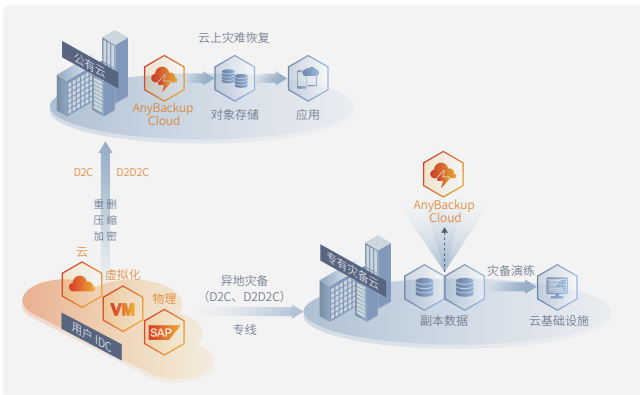 云上灾难恢复
公有云
AnyBackup
Cloud
对象存储
应用
D2C
D2D2C
重 删
压 缩
加 密
云
虚拟化
物理
VM
SAP
用户 IDC
异地灾备
（D2C、D2D2C）
专线
AnyBackup
Cloud
专有灾备云
副本数据
灾备演练
云基础设施